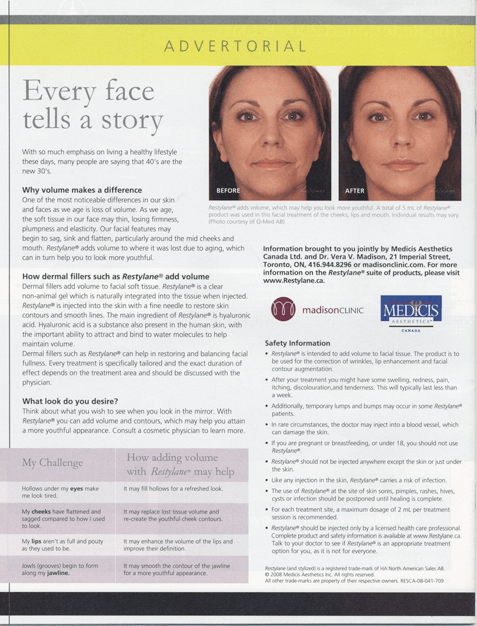 ADVERTORIAL
Every face
tells a story
With so much emphasis on living a healthy lifestyle
these days, many people are saying that 40's are the
new 30's.
Why volume makes a difference
One of the most noticeable differences in our skin
and faces as we age is loss of volume. As we age,
the soft tissue in our face may thin, losing firmness,
plumpness and elasticity. Our facial features may
begin to sag, sink and flatten, particularly around the mid cheeks and
mouth. Restylane® adds volume to where it was lost due to aging, which
can in turn help you to look more youthful.
How dermal fillers such as Restylane® add volume
Dermal fillers add volume to facial soft tissue. Restylane® is a clear
non-animal gel which is naturally integrated into the tissue when injected.
Restylane® is injected into the skin with a fine needle to restore skin
contours and smooth lines. The main ingredient of Restylane® is hyaluronic
acid. Hyaluronic acid is a substance also present in the human skin, with
the important ability to attract and bind to water molecules to help
maintain volume.
Dermal fillers such as Restylane® can help in restoring and balancing facial
fullness. Every treatment is specifically tailored and the exact duration of
effect depends on the treatment area and should be discussed with the
physician.
What look do you desire?
Think about what you wish to see when you look in the mirror. With
Restylane® you can add volume and contours, which may help you attain
a more youthful appearance. Consult a cosmetic physician to learn more.
My Challenge
How adding volume
with Restylane® may help
Hollows under my eyes make
me look tired.
It may fill hollows for a refreshed look.
My cheeks have flattened and
sagged compared to how I used
to look.
It may replace lost tissue volume and
re-create the youthful cheek contours.
My lips aren't as full and pouty
as they used to be.
It may enhance the volume of the lips and
improve their definition.
Jowls (grooves) begin to form
along my jawline.
It may smooth the contour of the jawline
for a more youthful appearance.
BEFORE
AFTER
Restylane® adds volume, which may help you look more youthful. A total of 5 mL of Restylane®
product was used in this facial treatment of the cheeks, lips and mouth. Individual results may vary.
(Photo courtesy of Q-Med AB)
Information brought to you jointly by Medicis Aesthetics
Canada Ltd. and Dr. Vera V. Madison, 21 Imperial Street,
Toronto, ON, 416.944.8296 or madisonclinic.com. For more
information on the Restylane® suite of products, please visit
www.Restylane.ca.
madisonCLINIC
MEDICIS
AESTHETICS
CANADA
Safety Information
• Restylane® is intended to add volume to facial tissue. The product is to
be used for the correction of wrinkles, lip enhancement and facial
contour augmentation.
• After your treatment you might have some swelling, redness, pain,
itching, discolouration,and tenderness. This will typically last less than
a week.
• Additionally, temporary lumps and bumps may occur in some Restylane®
patients.
• In rare circumstances, the doctor may inject into a blood vessel, which
can damage the skin.
• If you are pregnant or breastfeeding, or under 18, you should not use
Restylane®.
• Restylane® should not be injected anywhere except the skin or just under
the skin.
• Like any injection in the skin, Restylane® carries a risk of infection.
• The use of Restylane® at the site of skin sores, pimples, rashes, hives,
cysts or infection should be postponed until healing is complete.
• For each treatment site, a maximum dosage of 2 mL per treatment
session is recommended.
• Restylane® should be injected only by a licensed health care professional.
Complete product and safety information is available at www.Restylane.ca.
Talk to your doctor to see if Restylane® is an appropriate treatment
option for you, as it is not for everyone.
Restylane (and stylized) is a registered trade-mark of HA North American Sales AB.
© 2008 Medicis Aesthetics Inc. All rights reserved.
All other trade-marks are property of their respective owners. RESCA-08-041-709